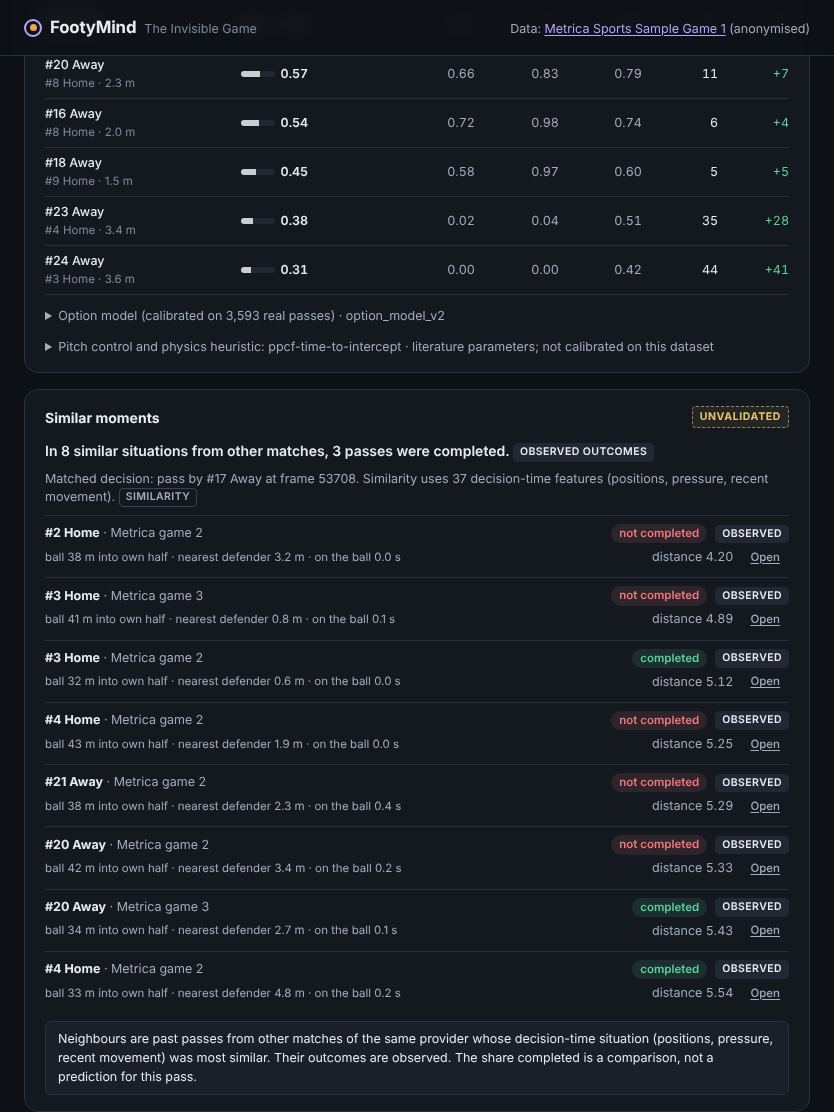 FootyMind The Invisible Game
Data: Metrica Sports Sample Game 1 (anonymised)
#20 Away
0.57 0.66 0.83 0.79 11 +7
#8 Home · 2.3 m
#16 Away
0.54 0.72 0.98 0.74 6 +4
#8 Home · 2.0 m
#18 Away
0.45 0.58 0.97 0.60 5 +5
#9 Home · 1.5 m
#23 Away
0.38 0.02 0.04 0.51 35 +28
#4 Home · 3.4 m
#24 Away
0.31 0.00 0.00 0.42 44 +41
#3 Home · 3.6 m
Option model (calibrated on 3,593 real passes) · option_model_v2
Pitch control and physics heuristic: ppcf-time-to-intercept · literature parameters; not calibrated on this dataset
Similar moments UNVALIDATED
In 8 similar situations from other matches, 3 passes were completed. OBSERVED OUTCOMES
Matched decision: pass by #17 Away at frame 53708. Similarity uses 37 decision-time features (positions, pressure, recent
movement). SIMILARITY
#2 Home · Metrica game 2 not completed OBSERVED
ball 38 m into own half · nearest defender 3.2 m · on the ball 0.0 s distance 4.20 Open
#3 Home · Metrica game 3 not completed OBSERVED
ball 41 m into own half · nearest defender 0.8 m · on the ball 0.1 s distance 4.89 Open
#3 Home · Metrica game 2 completed OBSERVED
ball 32 m into own half · nearest defender 0.6 m · on the ball 0.0 s distance 5.12 Open
#4 Home · Metrica game 2 not completed OBSERVED
ball 43 m into own half · nearest defender 1.9 m · on the ball 0.0 s distance 5.25 Open
#21 Away · Metrica game 2 not completed OBSERVED
ball 38 m into own half · nearest defender 2.3 m · on the ball 0.4 s distance 5.29 Open
#20 Away · Metrica game 2 not completed OBSERVED
ball 42 m into own half · nearest defender 3.4 m · on the ball 0.2 s distance 5.33 Open
#20 Away · Metrica game 3 completed OBSERVED
ball 34 m into own half · nearest defender 2.7 m · on the ball 0.1 s distance 5.43 Open
#4 Home · Metrica game 2 completed OBSERVED
ball 33 m into own half · nearest defender 4.8 m · on the ball 0.2 s distance 5.54 Open
Neighbours are past passes from other matches of the same provider whose decision-time situation (positions, pressure,
recent movement) was most similar. Their outcomes are observed. The share completed is a comparison, not a
prediction for this pass.